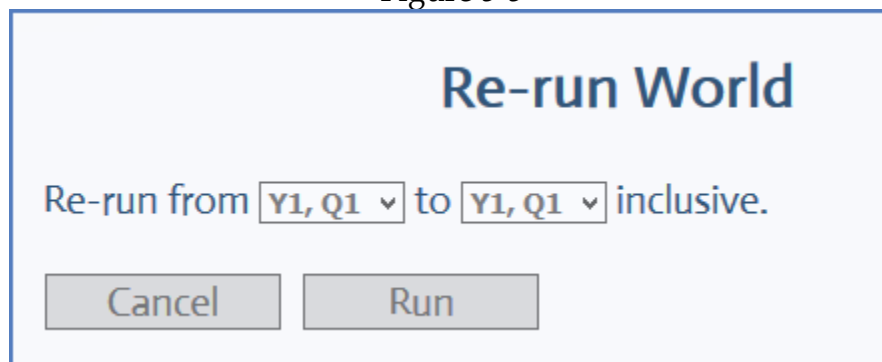 Re-run World
Re-run from Y1, Q1 to Y1, Q1 inclusive.
Cancel Run